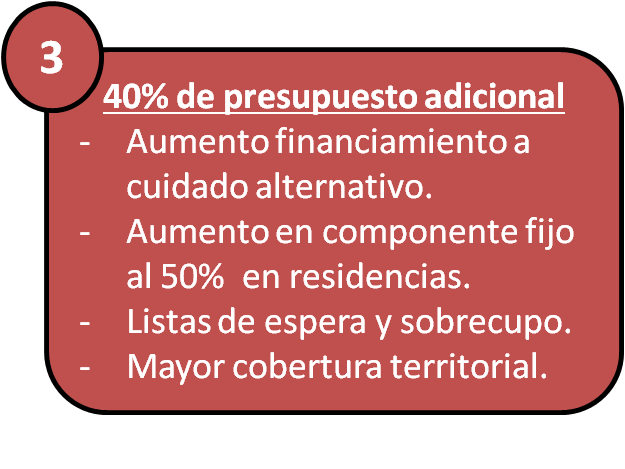 3
40% de presupuesto adicional
- Aumento financiamiento a
cuidado alternativo.
- Aumento en componente fijo
al 50% en residencias.
- Listas de espera y sobrecupo.
- Mayor cobertura territorial.